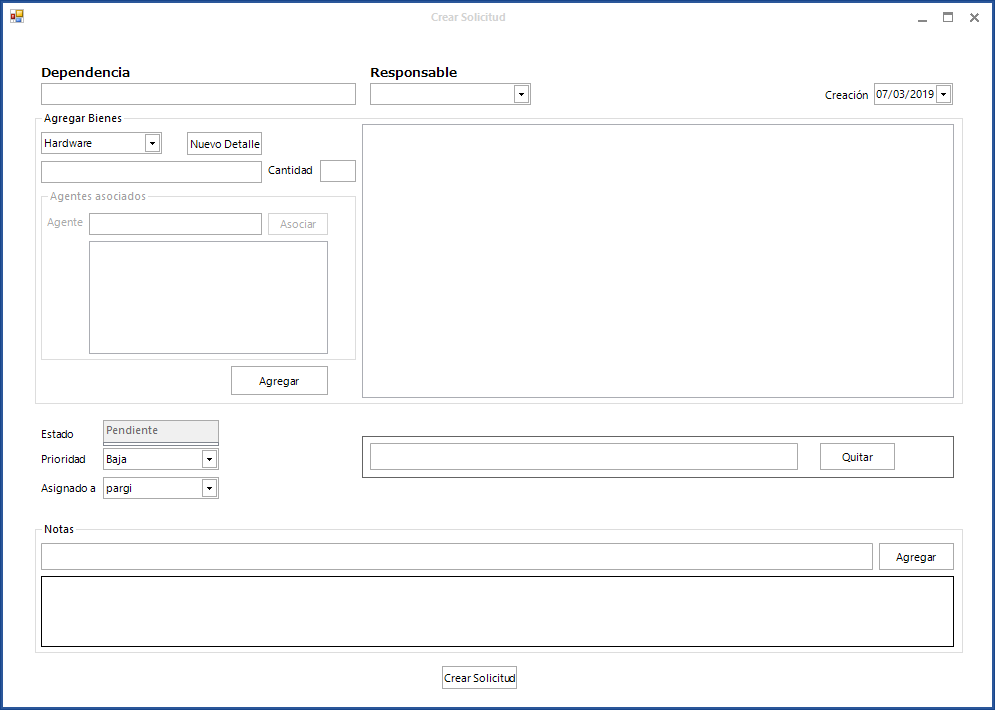 Crear Solicitud
Dependencia
Responsable
Creación 07/03/2019
Agregar Bienes
Hardware
Nuevo Detalle
Cantidad
Agentes asociados
Agente
Asociar
Agregar
Estado Pendiente
Prioridad Baja
Asignado a pargi
Quitar
Notas
Agregar
Crear Solicitud